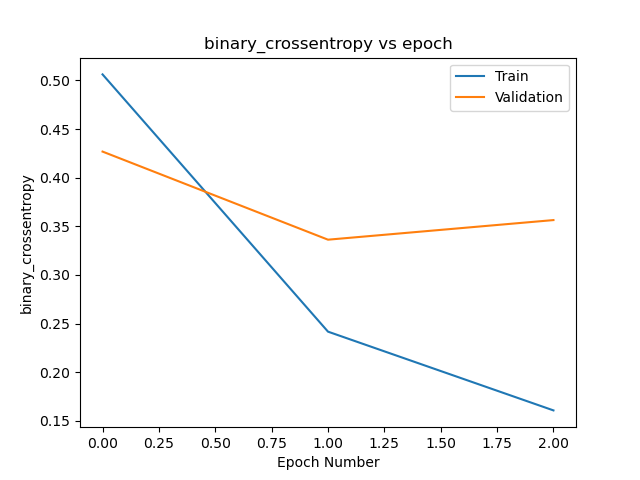 binary_crossentropy vs epoch
Train
Validation
binary_crossentropy
0.50
0.45
0.40
0.35
0.30
0.25
0.20
0.15
0.00 0.25 0.50 0.75 1.00 1.25 1.50 1.75 2.00
Epoch Number